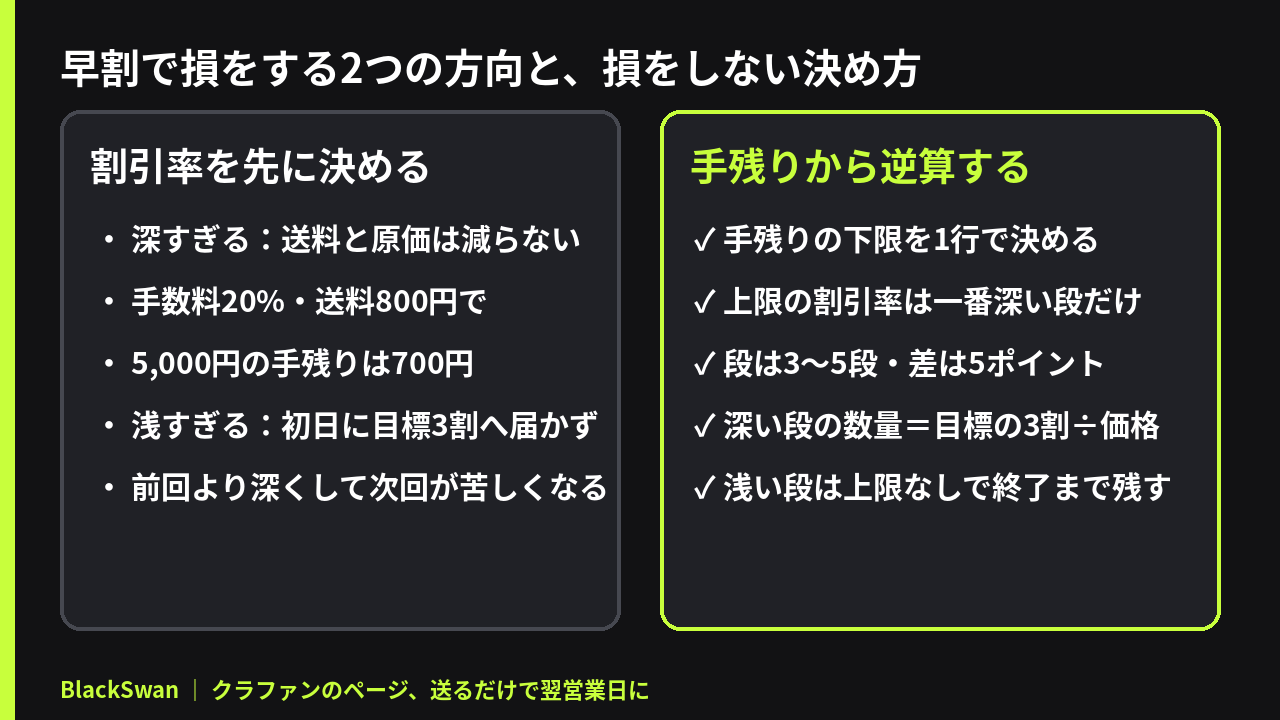 早割で損をする2つの方向と、損をしない決め方
割引率を先に決める
・ 深すぎる：送料と原価は減らない
・ 手数料20%・送料800円で
・ 5,000円の手残りは700円
・ 浅すぎる：初日に目標3割へ届かず
・ 前回より深くして次回が苦しくなる
手残りから逆算する
✓ 手残りの下限を1行で決める
✓ 上限の割引率は一番深い段だけ
✓ 段は3〜5段・差は5ポイント
✓ 深い段の数量＝目標の3割÷価格
✓ 浅い段は上限なしで終了まで残す
BlackSwan ｜ クラファンのページ、送るだけで翌営業日に